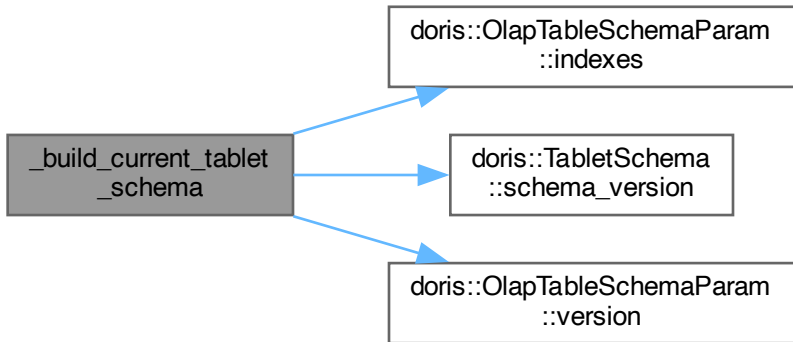 doris::OlapTableSchemaParam
::indexes
_build_current_tablet
_schema
doris::TabletSchema
::schema_version
doris::OlapTableSchemaParam
::version